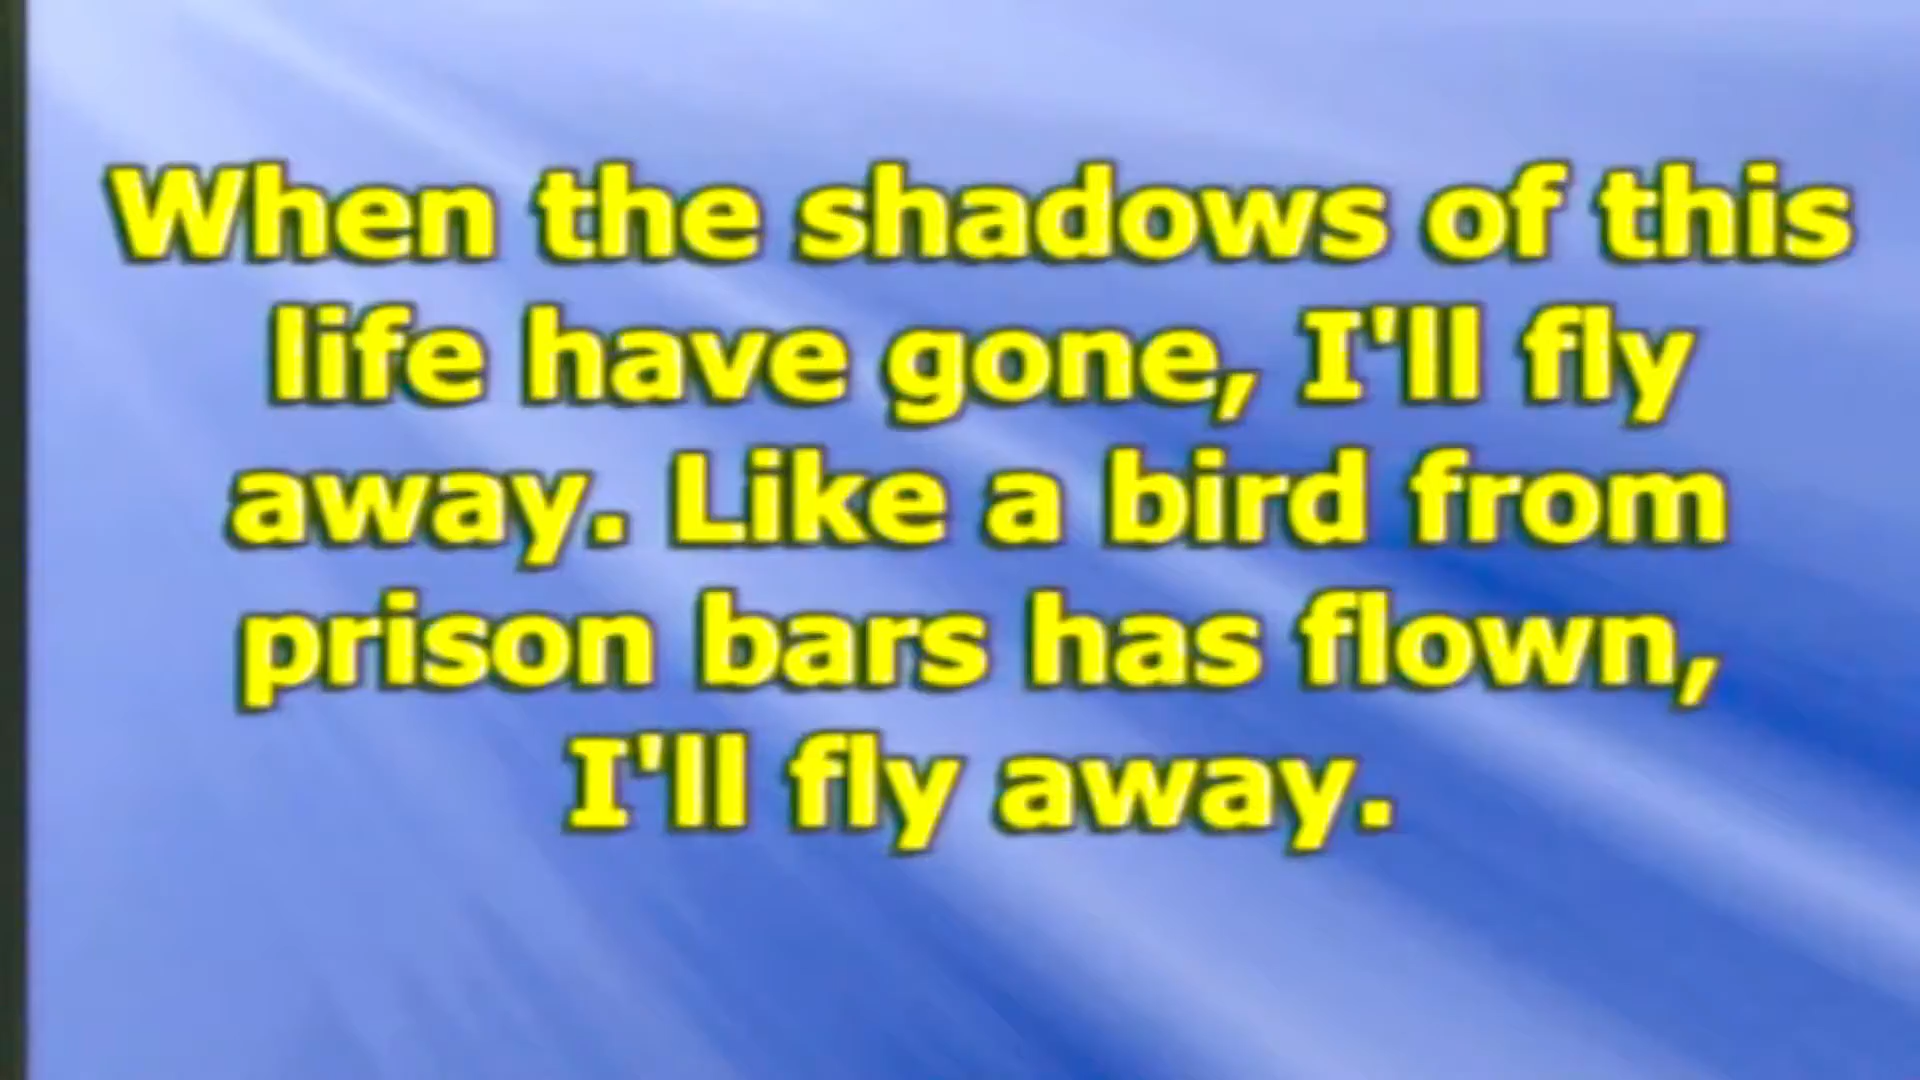 When the shadows of this
life have gone, I'll fly
away. Like a bird from
prison bars has flown,
I'll fly away.